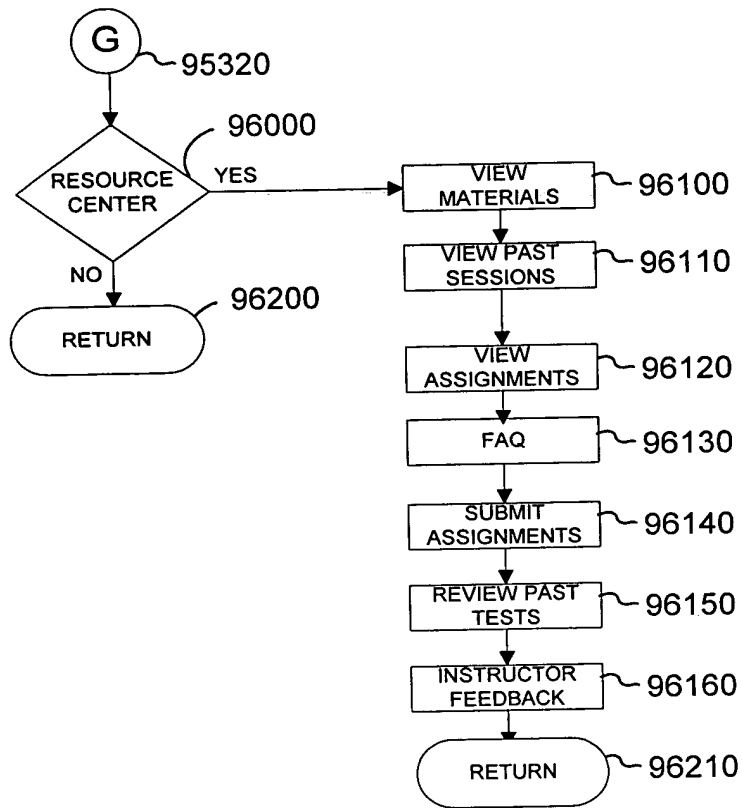 G
95320
96000
RESOURCE
CENTER
YES
NO
96200
RETURN
VIEW
MATERIALS
96100
VIEW PAST
SESSIONS
96110
VIEW
ASSIGNMENTS
96120
FAQ
96130
SUBMIT
ASSIGNMENTS
96140
REVIEW PAST
TESTS
96150
INSTRUCTOR
FEEDBACK
96160
RETURN
96210